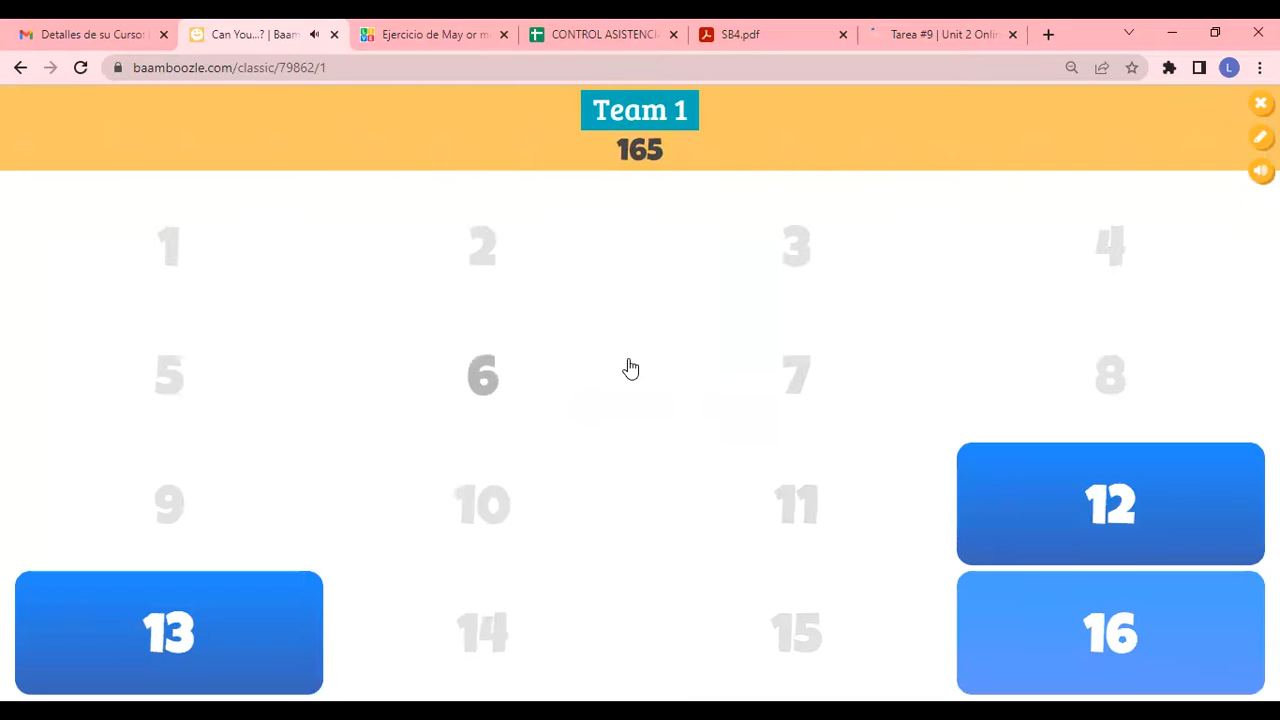 Detalles de su Curso
Can You...? | Baam
Ejercicio de May or m
CONTROL ASISTENCI
SB4.pdf
Tarea #9 | Unit 2 Onlin
baamboozle.com/classic/79862/1
L
Team 1
165
1
2
3
4
5
6
7
8
9
10
11
12
13
14
15
16